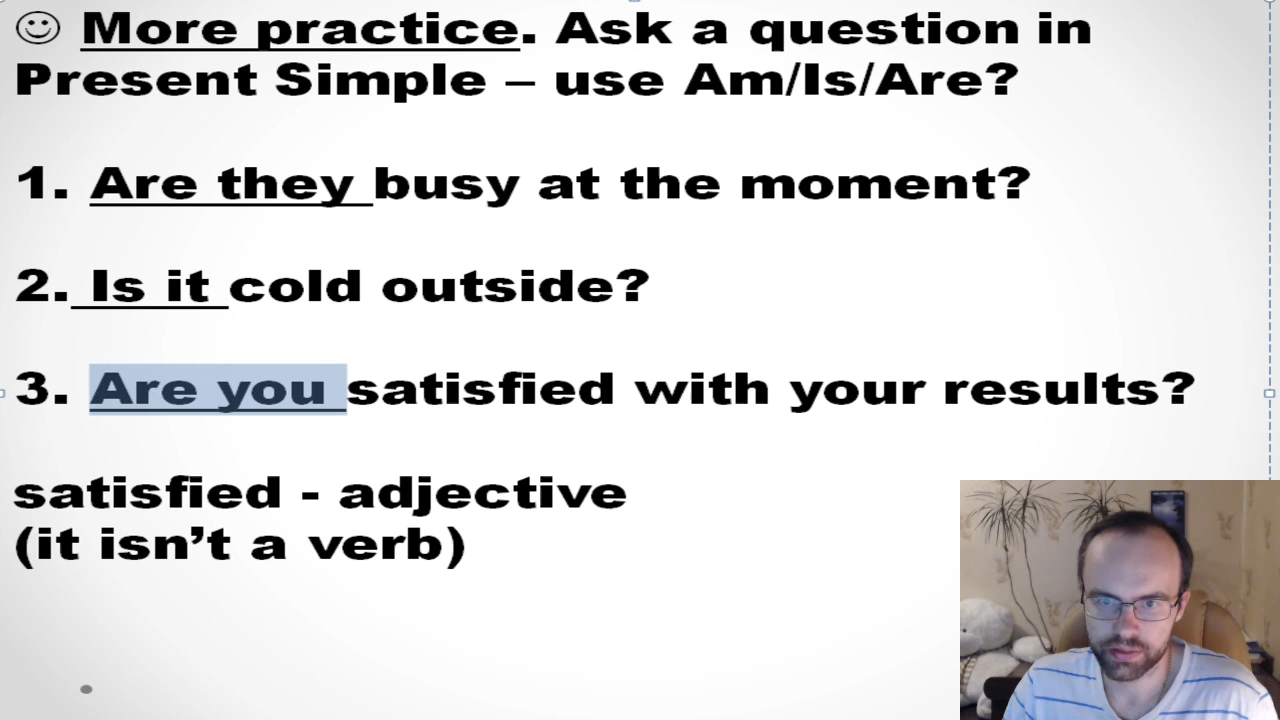 ☺ More practice. Ask a question in
Present Simple – use Am/Is/Are?
1. Are they busy at the moment?
2. Is it cold outside?
3. Are you satisfied with your results?
satisfied - adjective
(it isn’t a verb)